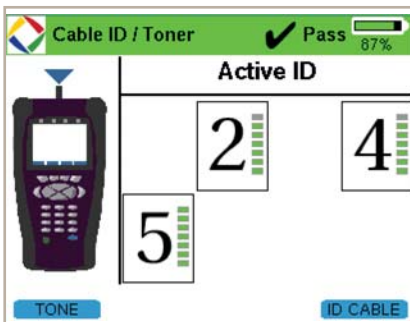 Cable ID / Toner Pass 87%
Active ID
2 4
5
TONE ID CABLE